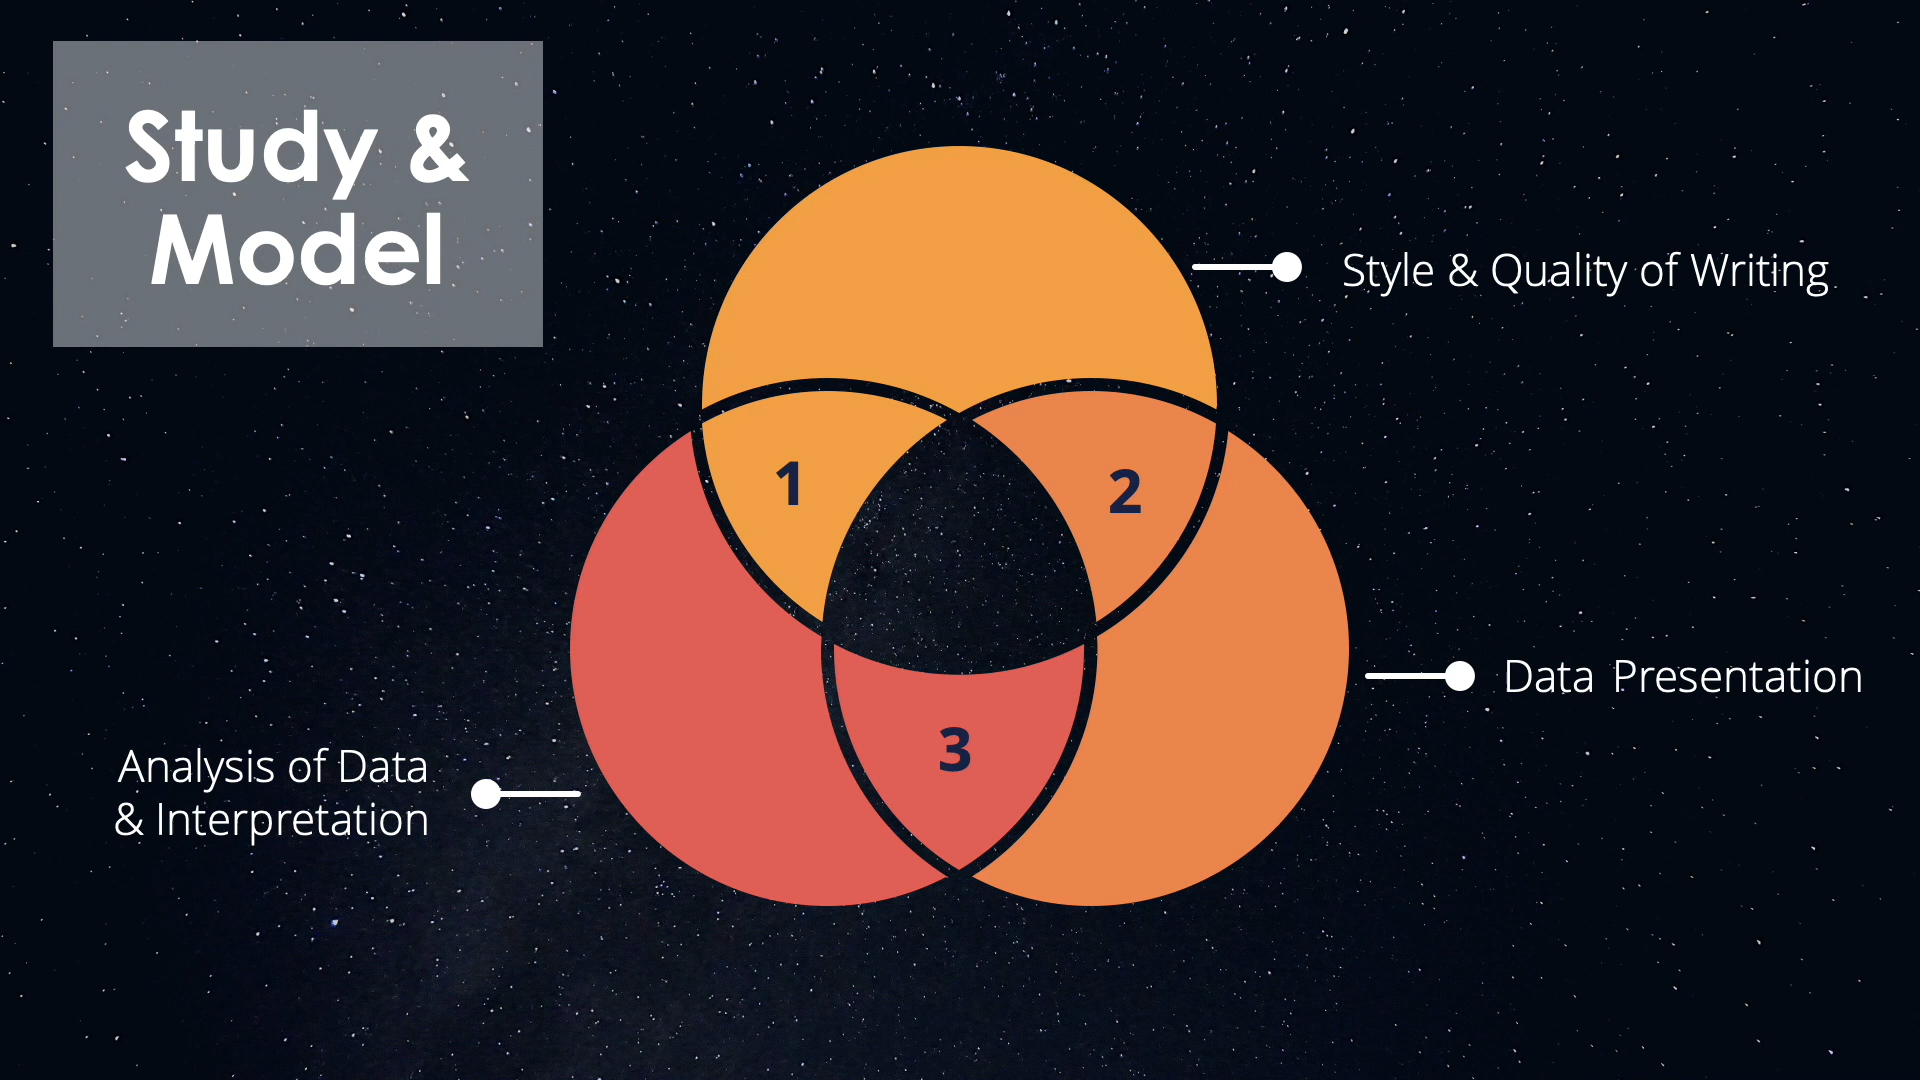 Study &
Model
Style & Quality of Writing
1
2
Data Presentation
3
Analysis of Data
& Interpretation